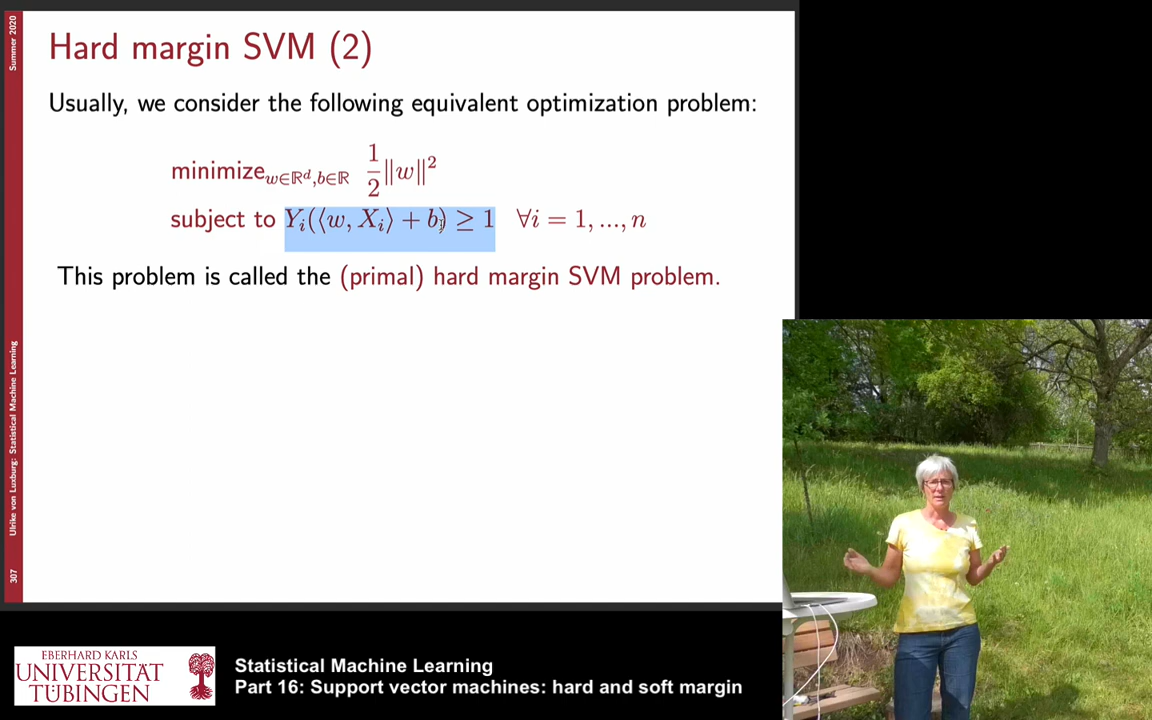 Summer 2020
Hard margin SVM (2)
Usually, we consider the following equivalent optimization problem:
minimize_{w∈ℝ^d, b∈ℝ} 1/2 ‖w‖²
subject to Y_i(⟨w, X_i⟩ + b) ≥ 1 ∀i = 1, ..., n
This problem is called the (primal) hard margin SVM problem.
Ulrike von Luxburg: Statistical Machine Learning
307
EBERHARD KARLS
UNIVERSITÄT
TÜBINGEN
Statistical Machine Learning
Part 16: Support vector machines: hard and soft margin